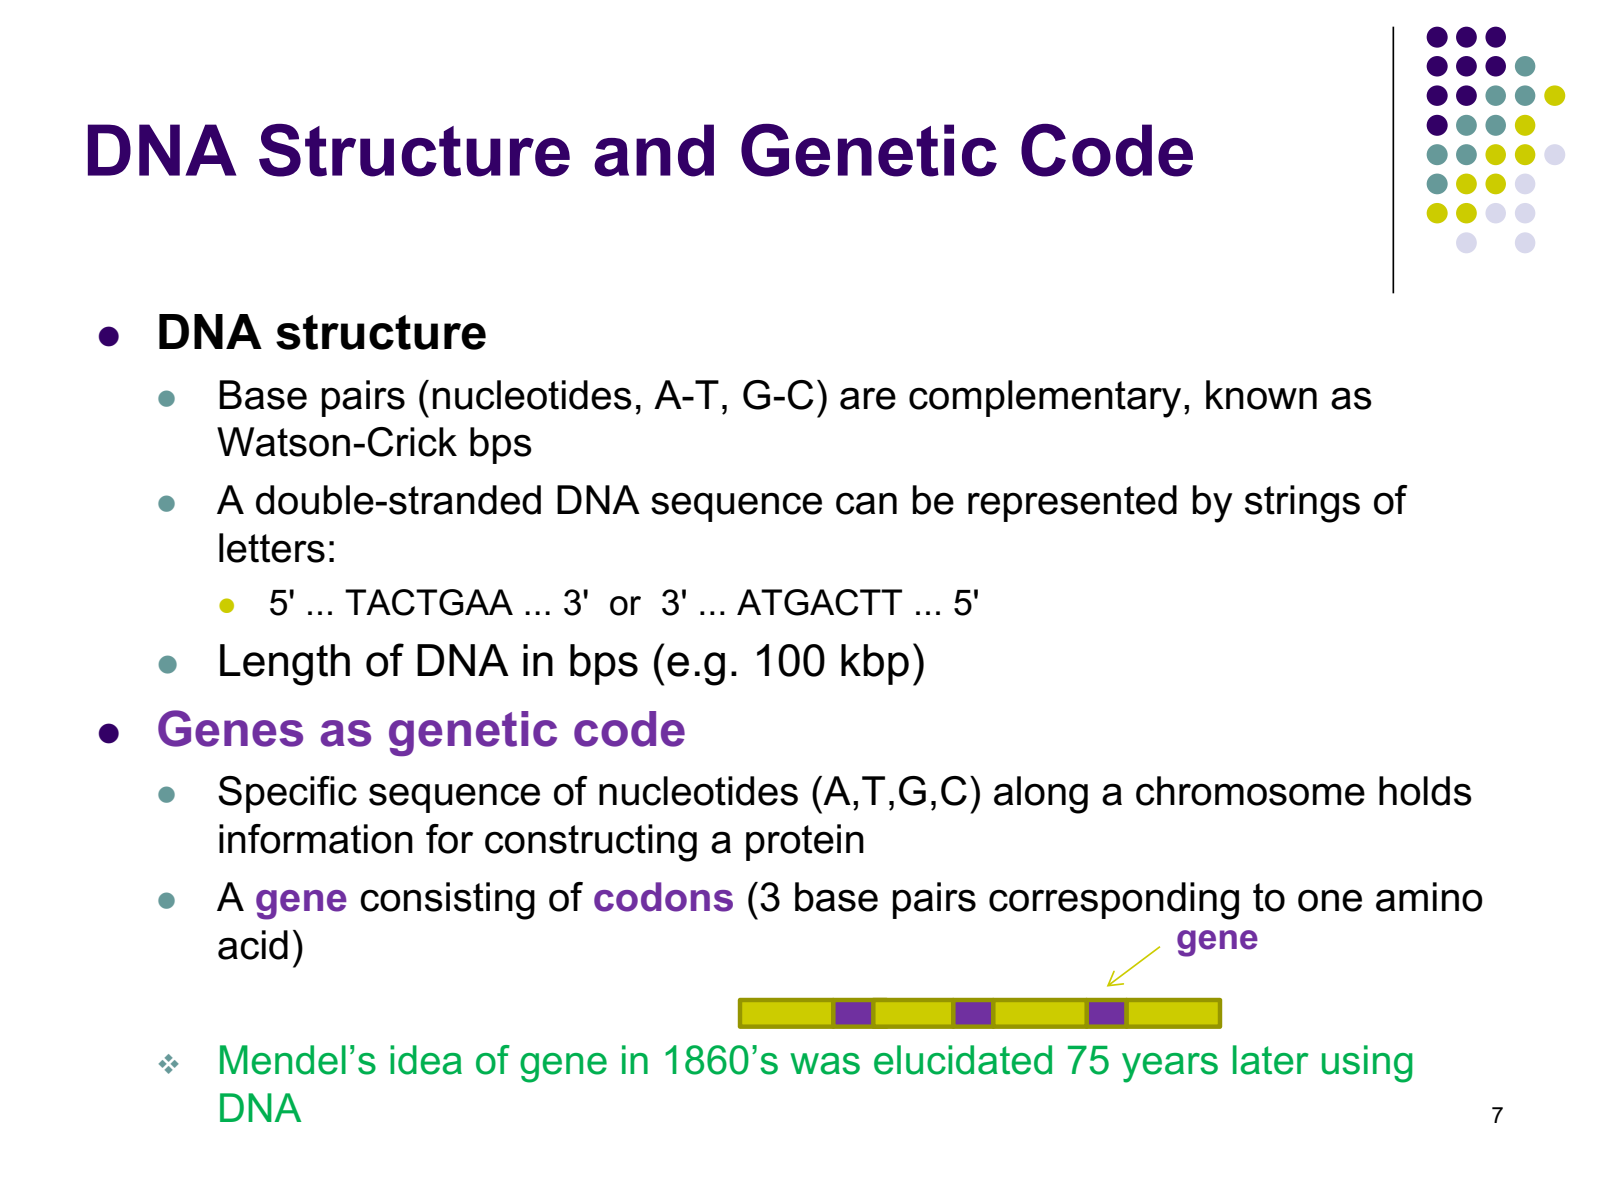 DNA Structure and Genetic Code
DNA structure
Base pairs (nucleotides, A-T, G-C) are complementary, known as
Watson-Crick bps
A double-stranded DNA sequence can be represented by strings of
letters:
5' ... TACTGAA ... 3'  or  3' ... ATGACTT ... 5'
Length of DNA in bps (e.g. 100 kbp)
Genes as genetic code
Specific sequence of nucleotides (A,T,G,C) along a chromosome holds
information for constructing a protein
A gene consisting of codons (3 base pairs corresponding to one amino
acid)
gene
Mendel’s idea of gene in 1860’s was elucidated 75 years later using
DNA
7